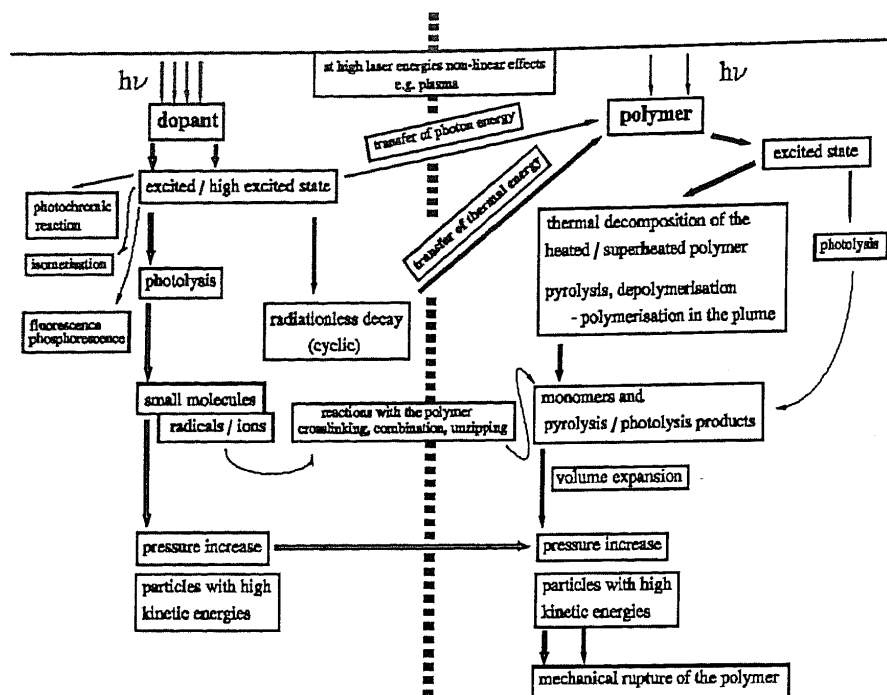 at high laser energies non-linear effects
e.g. plasma
hν
dopant
transfer of photon energy
hν
polymer
excited / high excited state
excited state
photochromic
reaction
isomerisation
photolysis
fluorescence
phosphorescence
radiationless decay
(cyclic)
transfer of thermal energy
thermal decomposition of the
heated / superheated polymer
pyrolysis, depolymerisation
- polymerisation in the plume
photolysis
small molecules
radicals / ions
reactions with the polymer
crosslinking, combination, unzipping
monomers and
pyrolysis / photolysis products
volume expansion
pressure increase
particles with high
kinetic energies
pressure increase
particles with high
kinetic energies
mechanical rupture of the polymer